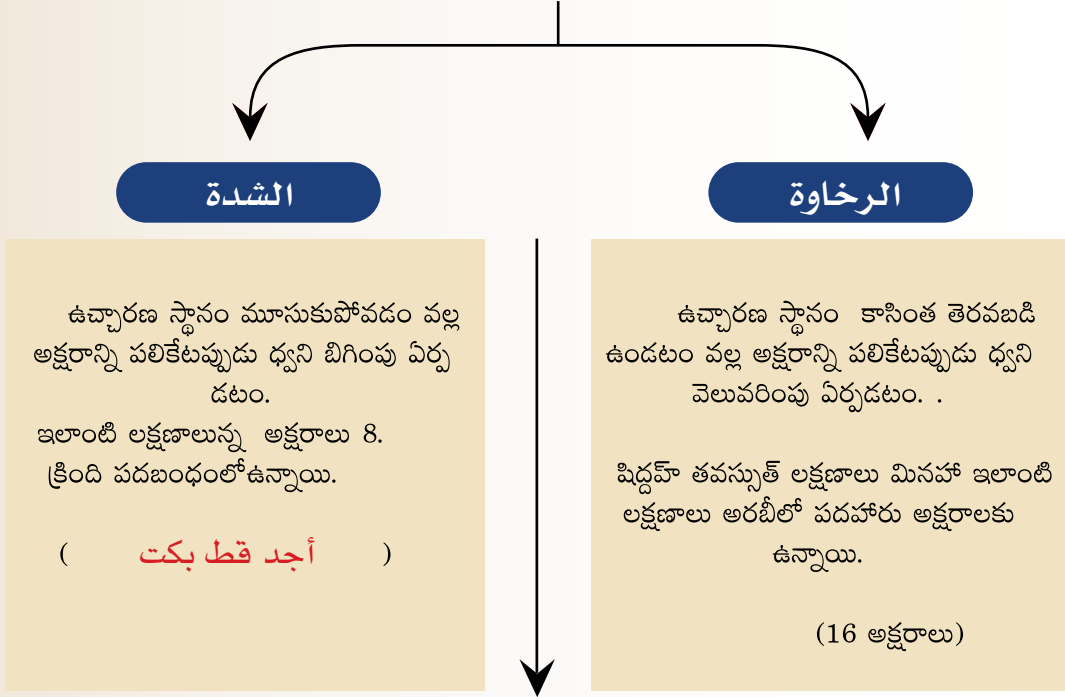 الشدة
ఉచ్చారణ స్థానం మూసుకుపోవడం వల్ల
అక్షరాన్ని పలికేటప్పుడు ధ్వని బిగింపు ఏర్ప
డటం.
ఇలాంటి లక్షణాలున్న అక్షరాలు 8.
క్రింది పదబంధంలోఉన్నాయి.
( أجد قط بكت )
الرخاوة
ఉచ్చారణ స్థానం కాసింత తెరవబడి
ఉండటం వల్ల అక్షరాన్ని పలికేటప్పుడు ధ్వని
వెలువరింపు ఏర్పడటం. .
షిద్దహ్ తవస్సుత్ లక్షణాలు మినహా ఇలాంటి
లక్షణాలు అరబీలో పదహారు అక్షరాలకు
ఉన్నాయి.
(16 అక్షరాలు)